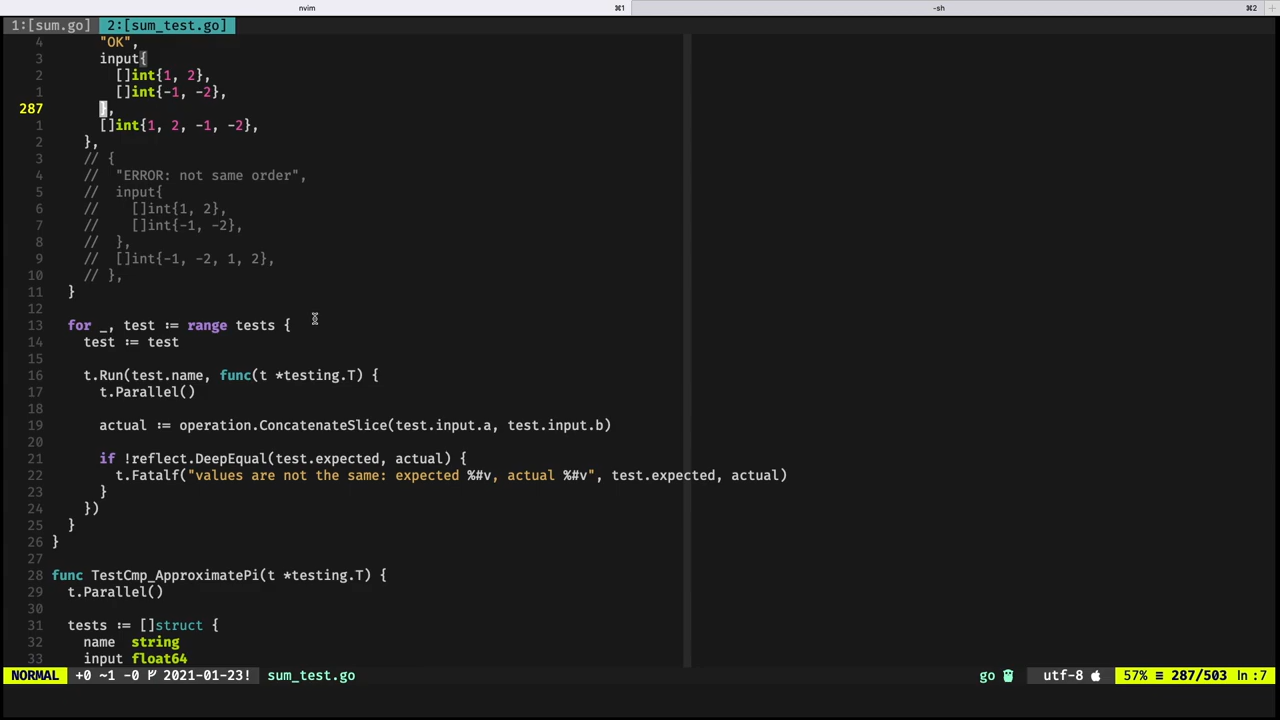 nvim ⌘1 -sh ⌘2 +
1:[sum.go] 2:[sum_test.go]
4 "OK",
3 input{
2 []int{1, 2},
1 []int{-1, -2},
287 },
1 []int{1, 2, -1, -2},
2 },
3 // {
4 // "ERROR: not same order",
5 // input{
6 // []int{1, 2},
7 // []int{-1, -2},
8 // },
9 // []int{-1, -2, 1, 2},
10 // },
11 }
12
13 for _, test := range tests {
14 test := test
15
16 t.Run(test.name, func(t *testing.T) {
17 t.Parallel()
18
19 actual := operation.ConcatenateSlice(test.input.a, test.input.b)
20
21 if !reflect.DeepEqual(test.expected, actual) {
22 t.Fatalf("values are not the same: expected %#v, actual %#v", test.expected, actual)
23 }
24 })
25 }
26 }
27
28 func TestCmp_ApproximatePi(t *testing.T) {
29 t.Parallel()
30
31 tests := []struct {
32 name string
33 input float64
NORMAL +0 ~1 -0 2021-01-23! sum_test.go go utf-8 57% ≡ 287/503 ln :7